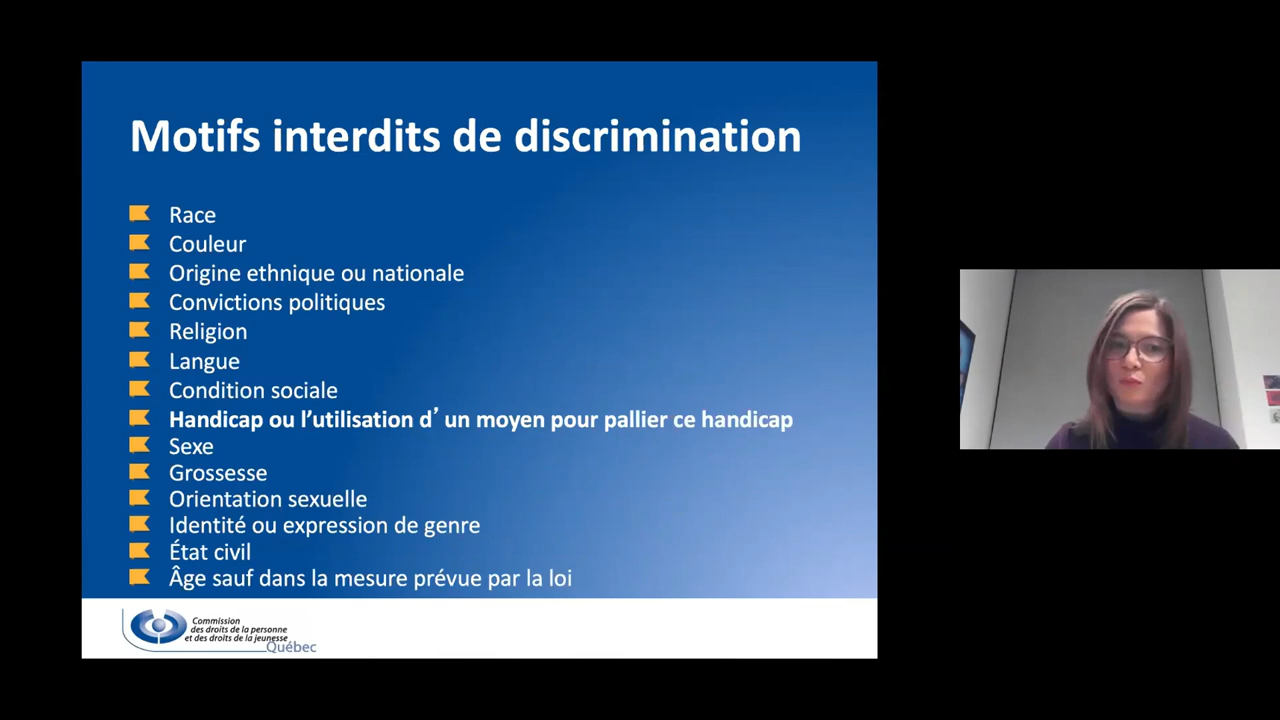 Motifs interdits de discrimination
Race
Couleur
Origine ethnique ou nationale
Convictions politiques
Religion
Langue
Condition sociale
Handicap ou l’utilisation d’ un moyen pour pallier ce handicap
Sexe
Grossesse
Orientation sexuelle
Identité ou expression de genre
État civil
Âge sauf dans la mesure prévue par la loi
Commission
des droits de la personne
et des droits de la jeunesse
Québec